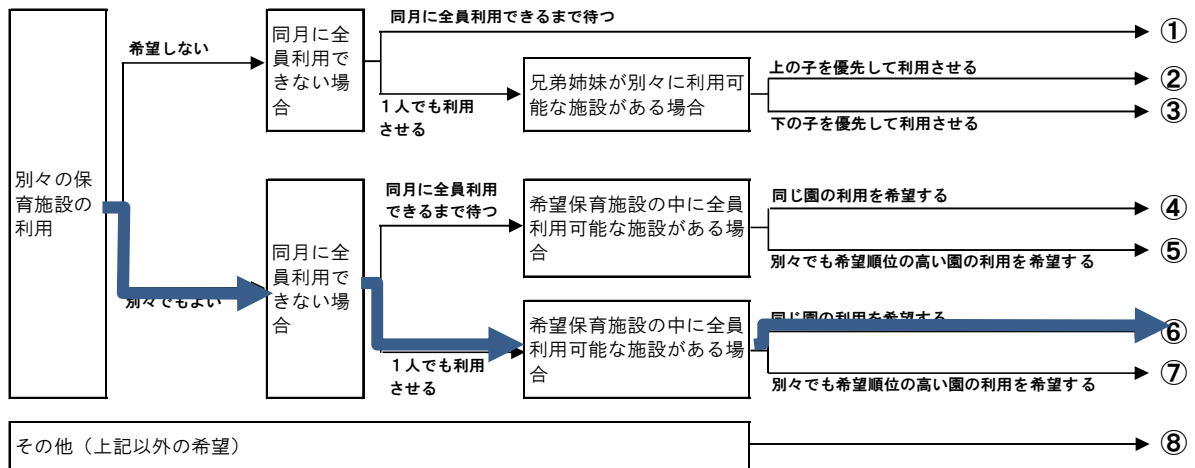 同月に全員利用できるまで待つ
①
希望しない
同月に全
員利用で
きない場
合
上の子を優先して利用させる
②
兄弟姉妹が別々に利用可
能な施設がある場合
１人でも利用
させる
③
下の子を優先して利用させる
別々の保
育施設の
利用
同月に全員利用
できるまで待つ
同じ園の利用を希望する
④
希望保育施設の中に全員
利用可能な施設がある場
合
⑤
別々でも希望順位の高い園の利用を希望する
同月に全
員利用で
きない場
合
別々でもよい
同じ園の利用を希望する
⑥
希望保育施設の中に全員
利用可能な施設がある場
合
１人でも利用
させる
⑦
別々でも希望順位の高い園の利用を希望する
その他（上記以外の希望）
⑧